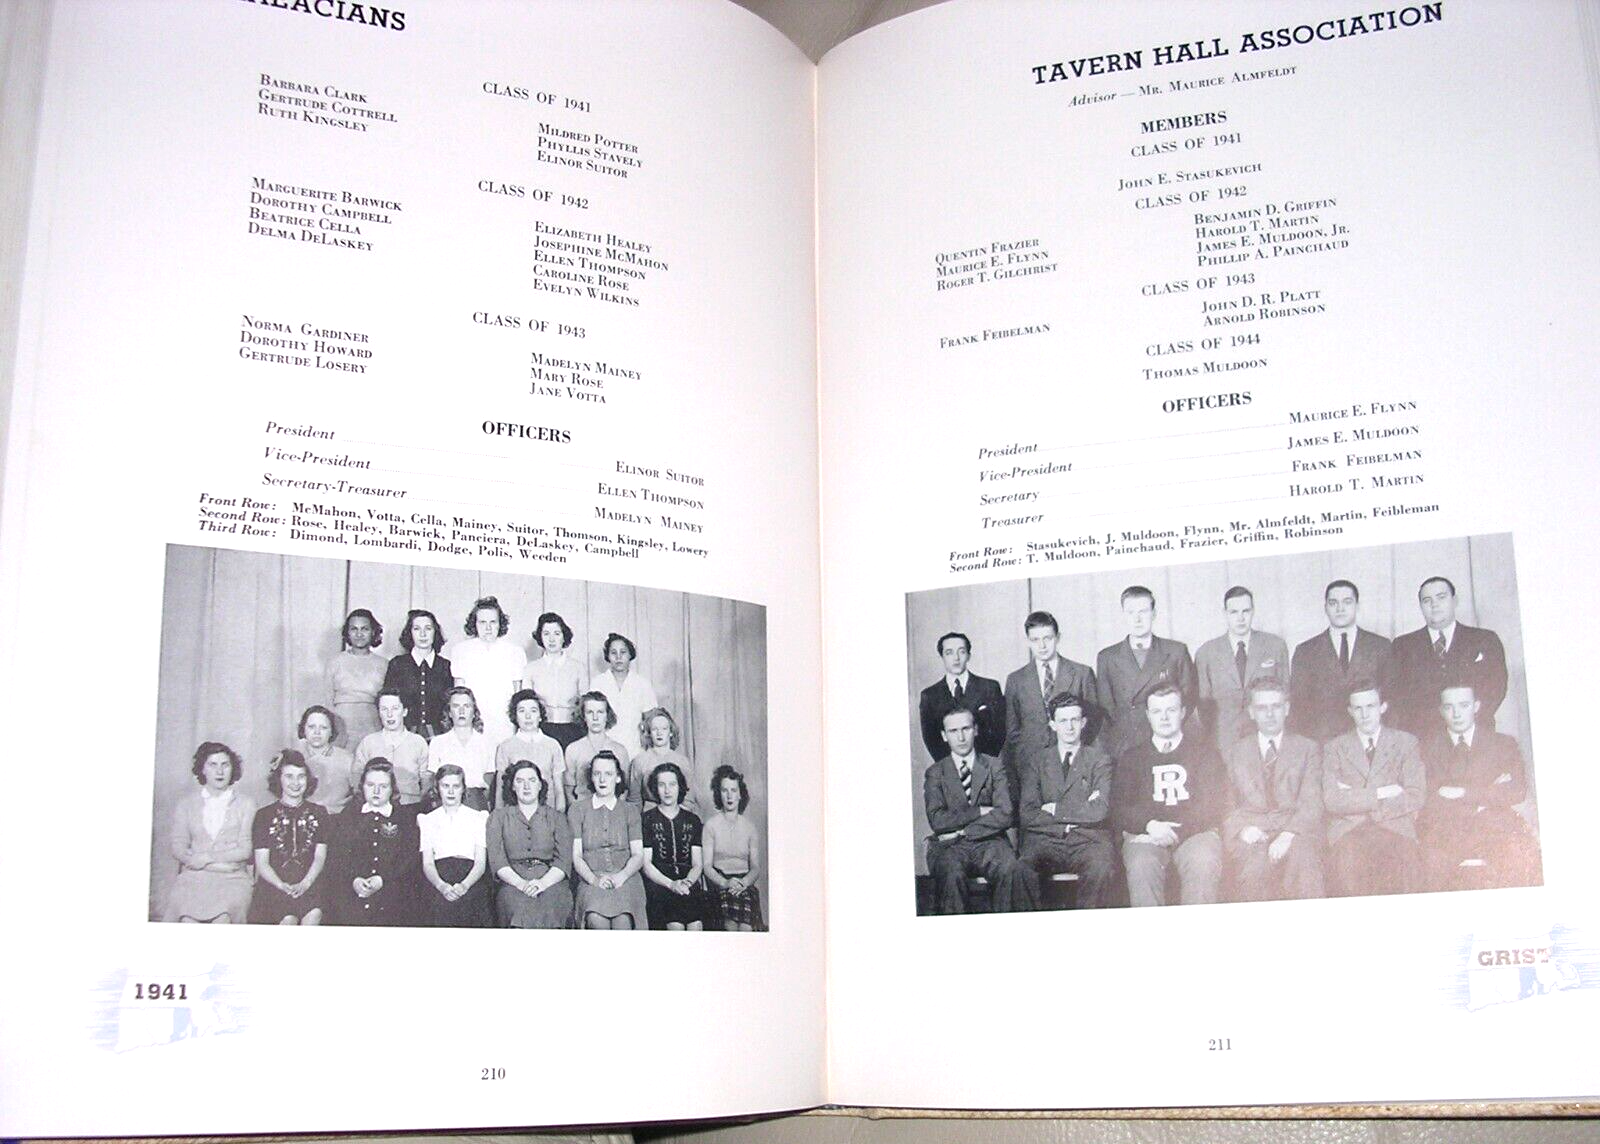 CLASS OF 1941
BARBARA CLARK
GERTRUDE COTTRELL
RUTH KINGSLEY
MILDRED POTTER
PHYLLIS STAVELY
ELINOR SUITOR
CLASS OF 1942
MARGUERITE BARWICK
DOROTHY CAMPBELL
BEATRICE CELLA
DELMA DELASKEY
ELIZABETH HEALEY
JOSEPHINE MCMAHON
ELLEN THOMPSON
CAROLINE ROSE
EVELYN WILKINS
CLASS OF 1943
NORMA GARDINER
DOROTHY HOWARD
GERTRUDE LOSERY
MADELYN MAINEY
MARY ROSE
JANE VOTTA
OFFICERS
President ELINOR SUITOR
Vice-President ELLEN THOMPSON
Secretary-Treasurer MADELYN MAINEY
Front Row: McMahon, Votta, Cella, Mainey, Suitor, Thomson, Kingsley, Lowery
Second Row: Rose, Healey, Barwick, Panciera, DeLaskey, Campbell
Third Row: Dimond, Lombardi, Dodge, Polis, Weeden
1941
210
TAVERN HALL ASSOCIATION
Advisor — MR. MAURICE ALMFELDT
MEMBERS
CLASS OF 1941
JOHN E. STASUKEVICH
CLASS OF 1942
QUENTIN FRAZIER
MAURICE E. FLYNN
ROGER T. GILCHRIST
BENJAMIN D. GRIFFIN
HAROLD T. MARTIN
JAMES E. MULDOON, JR.
PHILLIP A. PAINCHAUD
CLASS OF 1943
FRANK FEIBELMAN
JOHN D. R. PLATT
ARNOLD ROBINSON
CLASS OF 1944
THOMAS MULDOON
OFFICERS
President MAURICE E. FLYNN
Vice-President JAMES E. MULDOON
Secretary FRANK FEIBELMAN
Treasurer HAROLD T. MARTIN
Front Row: Stasukevich, J. Muldoon, Flynn, Mr. Almfeldt, Martin, Feibleman
Second Row: T. Muldoon, Painchaud, Frazier, Griffin, Robinson
RI
GRIST
211